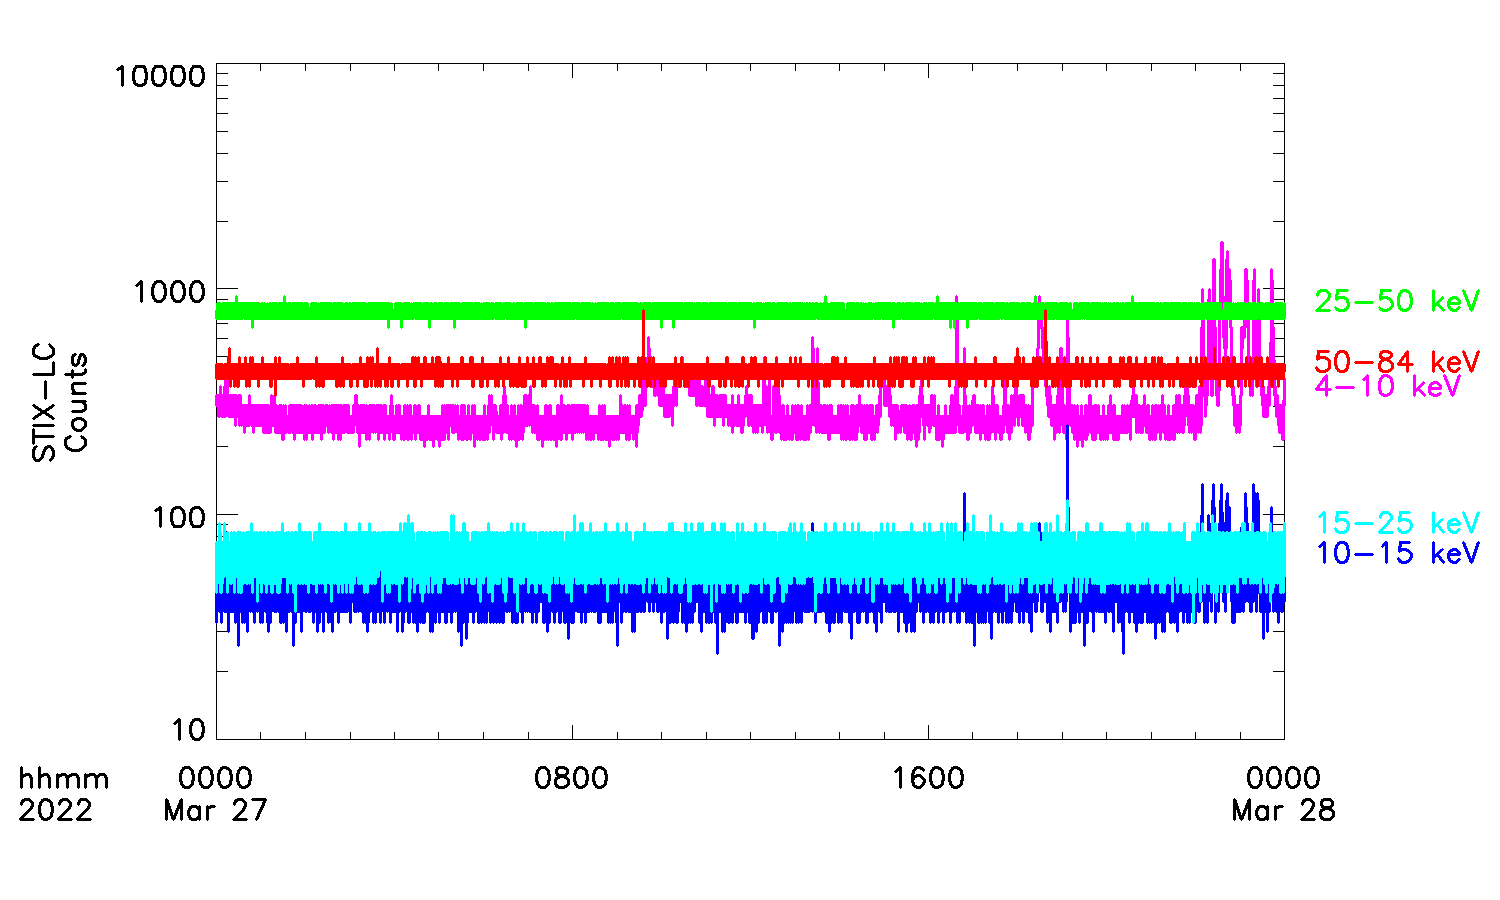 10000
1000
100
10
STIX-LC
Counts
25-50 keV
50-84 keV
4-10 keV
15-25 keV
10-15 keV
hhmm 0000 0800 1600 0000
2022 Mar 27 Mar 28